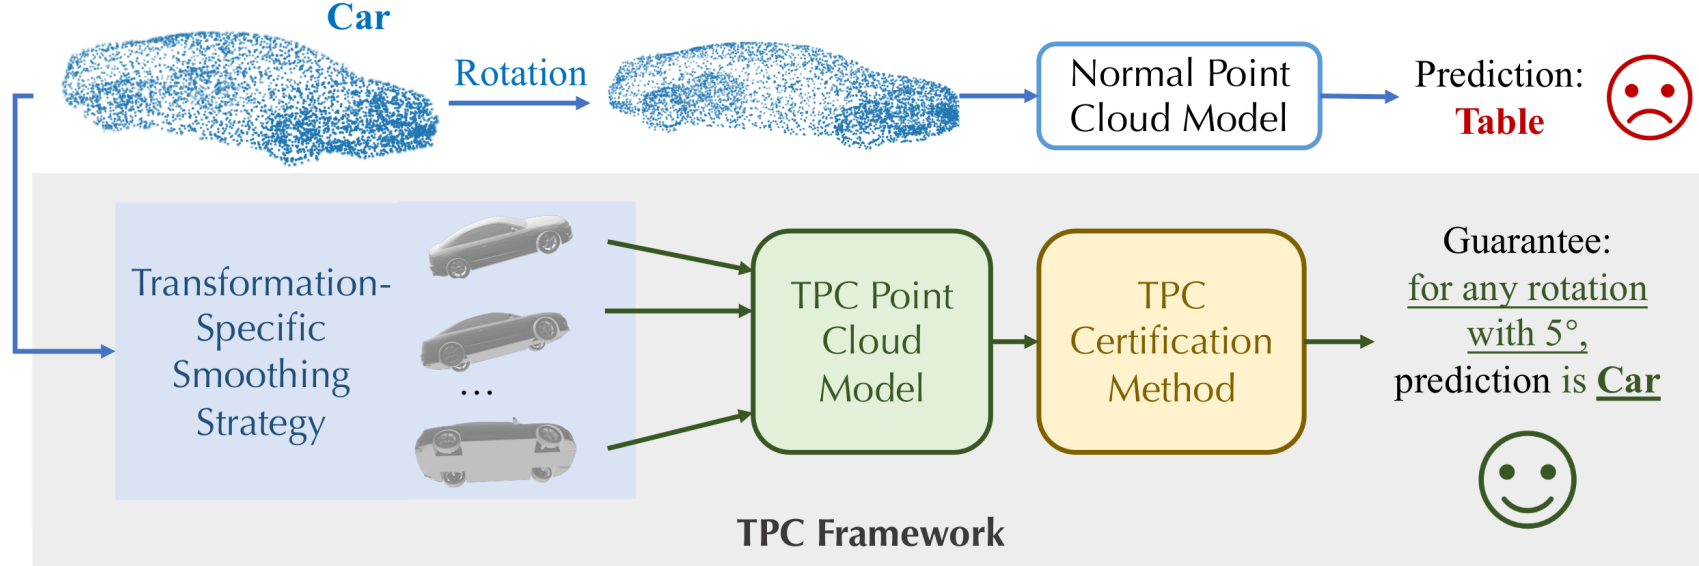 Car
Rotation
Normal Point
Cloud Model
Prediction:
Table
Transformation-
Specific
Smoothing
Strategy
...
TPC Point
Cloud
Model
TPC
Certification
Method
Guarantee:
for any rotation
with 5°,
prediction is Car
TPC Framework